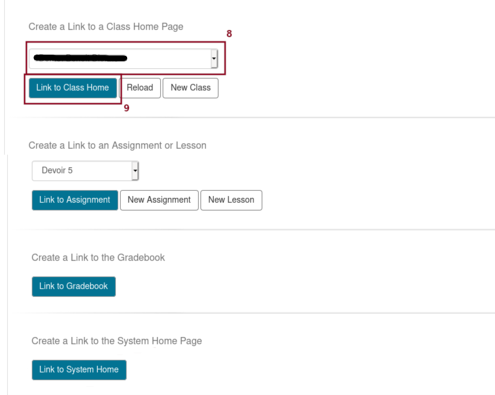 Create a Link to a Class Home Page
8
Link to Class Home Reload New Class
9
Create a Link to an Assignment or Lesson
Devoir 5
Link to Assignment New Assignment New Lesson
Create a Link to the Gradebook
Link to Gradebook
Create a Link to the System Home Page
Link to System Home